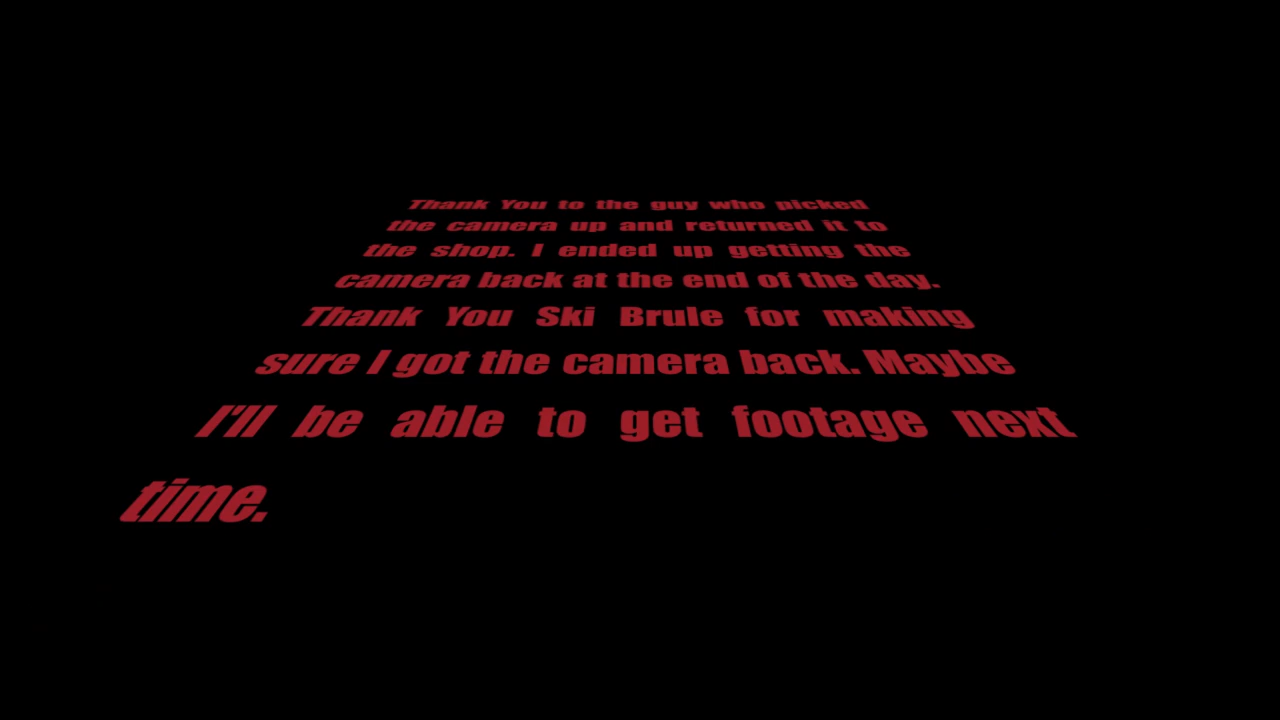 Thank You to the guy who picked
the camera up and returned it to
the shop. I ended up getting the
camera back at the end of the day.
Thank You Ski Brule for making
sure I got the camera back. Maybe
I'll be able to get footage next
time.